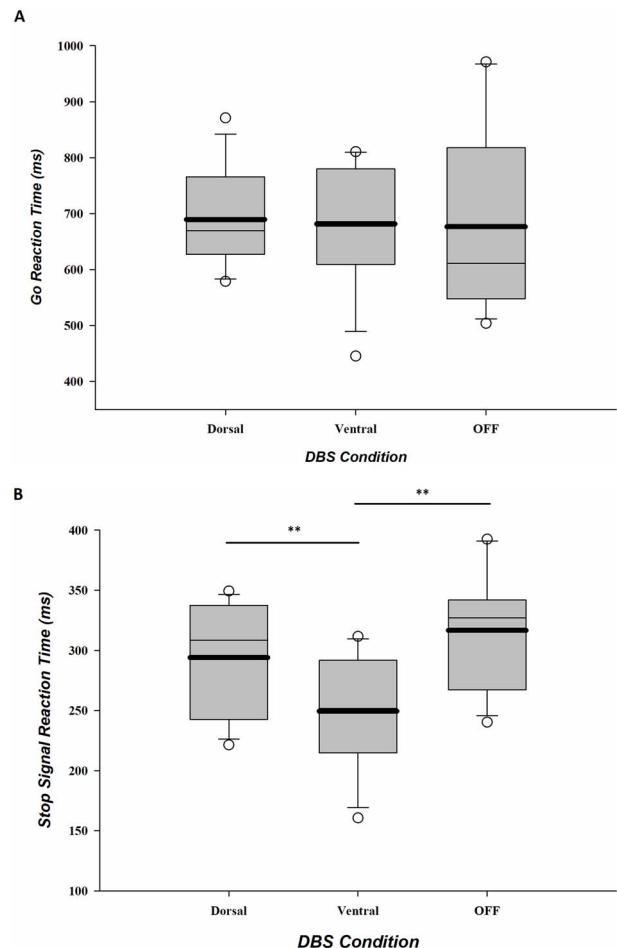 A
1000
900
800
700
600
500
400
Go Reaction Time (ms)
Dorsal Ventral OFF
DBS Condition
B
** **
400
350
300
250
200
150
100
Stop Signal Reaction Time (ms)
Dorsal Ventral OFF
DBS Condition